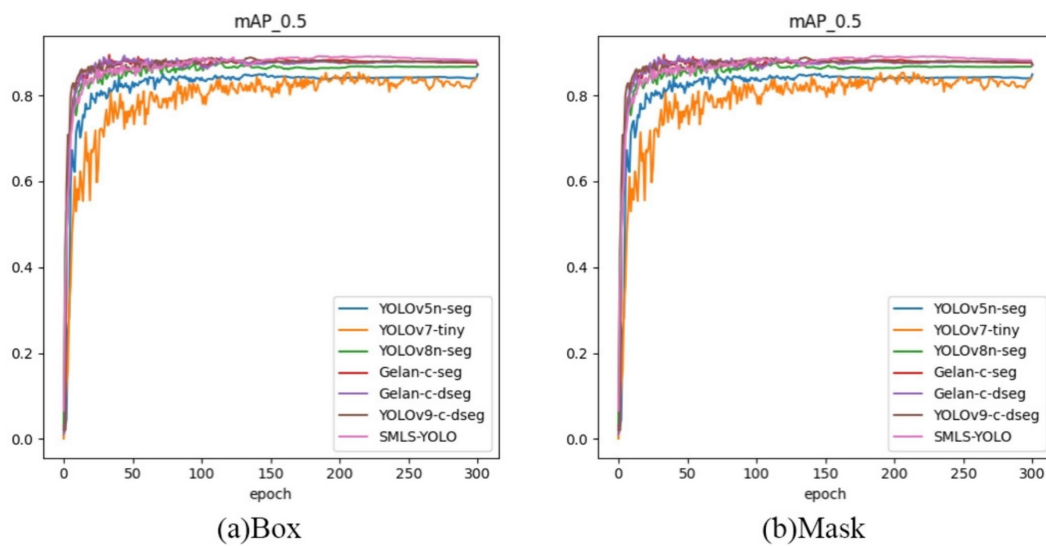 mAP_0.5
0.8
0.6
0.4
0.2
0.0
YOLOv5n-seg
YOLOv7-tiny
YOLOv8n-seg
Gelan-c-seg
Gelan-c-dseg
YOLOv9-c-dseg
SMLS-YOLO
0 50 100 150 200 250 300
epoch
(a)Box
mAP_0.5
0.8
0.6
0.4
0.2
0.0
YOLOv5n-seg
YOLOv7-tiny
YOLOv8n-seg
Gelan-c-seg
Gelan-c-dseg
YOLOv9-c-dseg
SMLS-YOLO
0 50 100 150 200 250 300
epoch
(b)Mask